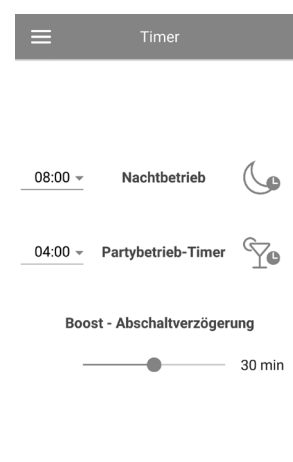 Timer
08:00 Nachtbetrieb
04:00 Partybetrieb-Timer
Boost - Abschaltverzögerung
30 min